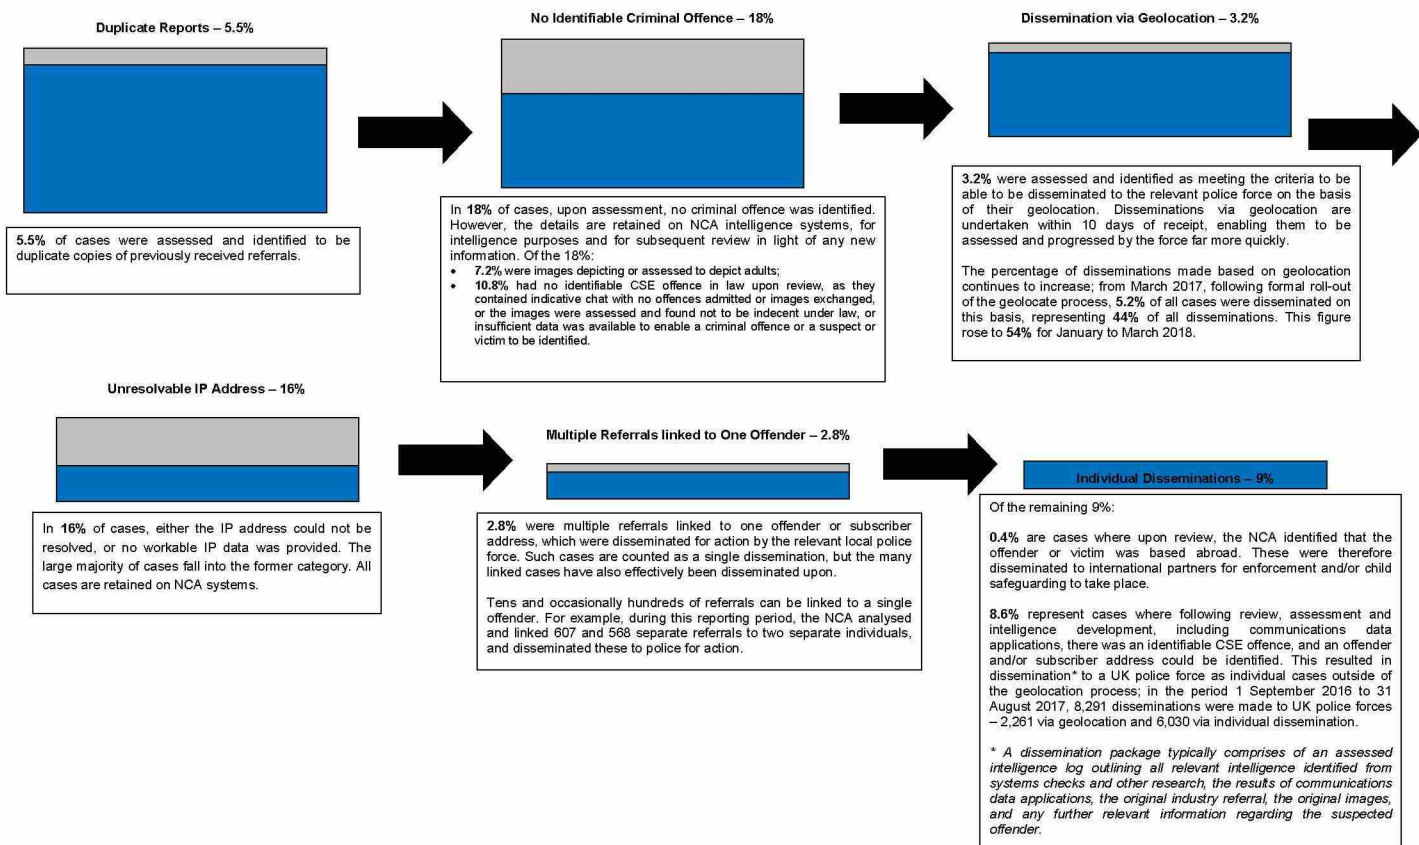 Duplicate Reports – 5.5%
5.5% of cases were assessed and identified to be
duplicate copies of previously received referrals.
No Identifiable Criminal Offence – 18%
In 18% of cases, upon assessment, no criminal offence was identified.
However, the details are retained on NCA intelligence systems, for
intelligence purposes and for subsequent review in light of any new
information. Of the 18%:
• 7.2% were images depicting or assessed to depict adults;
• 10.8% had no identifiable CSE offence in law upon review, as they
contained indicative chat with no offences admitted or images exchanged,
or the images were assessed and found not to be indecent under law, or
insufficient data was available to enable a criminal offence or a suspect or
victim to be identified.
Dissemination via Geolocation – 3.2%
3.2% were assessed and identified as meeting the criteria to be
able to be disseminated to the relevant police force on the basis
of their geolocation. Disseminations via geolocation are
undertaken within 10 days of receipt, enabling them to be
assessed and progressed by the force far more quickly.
The percentage of disseminations made based on geolocation
continues to increase; from March 2017, following formal roll-out
of the geolocate process, 5.2% of all cases were disseminated on
this basis, representing 44% of all disseminations. This figure
rose to 54% for January to March 2018.
Unresolvable IP Address – 16%
In 16% of cases, either the IP address could not be
resolved, or no workable IP data was provided. The
large majority of cases fall into the former category. All
cases are retained on NCA systems.
Multiple Referrals linked to One Offender – 2.8%
2.8% were multiple referrals linked to one offender or subscriber
address, which were disseminated for action by the relevant local police
force. Such cases are counted as a single dissemination, but the many
linked cases have also effectively been disseminated upon.
Tens and occasionally hundreds of referrals can be linked to a single
offender. For example, during this reporting period, the NCA analysed
and linked 607 and 568 separate referrals to two separate individuals,
and disseminated these to police for action.
Individual Disseminations – 9%
Of the remaining 9%:
0.4% are cases where upon review, the NCA identified that the
offender or victim was based abroad. These were therefore
disseminated to international partners for enforcement and/or child
safeguarding to take place.
8.6% represent cases where following review, assessment and
intelligence development, including communications data
applications, there was an identifiable CSE offence, and an offender
and/or subscriber address could be identified. This resulted in
dissemination* to a UK police force as individual cases outside of
the geolocation process; in the period 1 September 2016 to 31
August 2017, 8,291 disseminations were made to UK police forces
– 2,261 via geolocation and 6,030 via individual dissemination.
* A dissemination package typically comprises of an assessed
intelligence log outlining all relevant intelligence identified from
systems checks and other research, the results of communications
data applications, the original industry referral, the original images,
and any further relevant information regarding the suspected
offender.